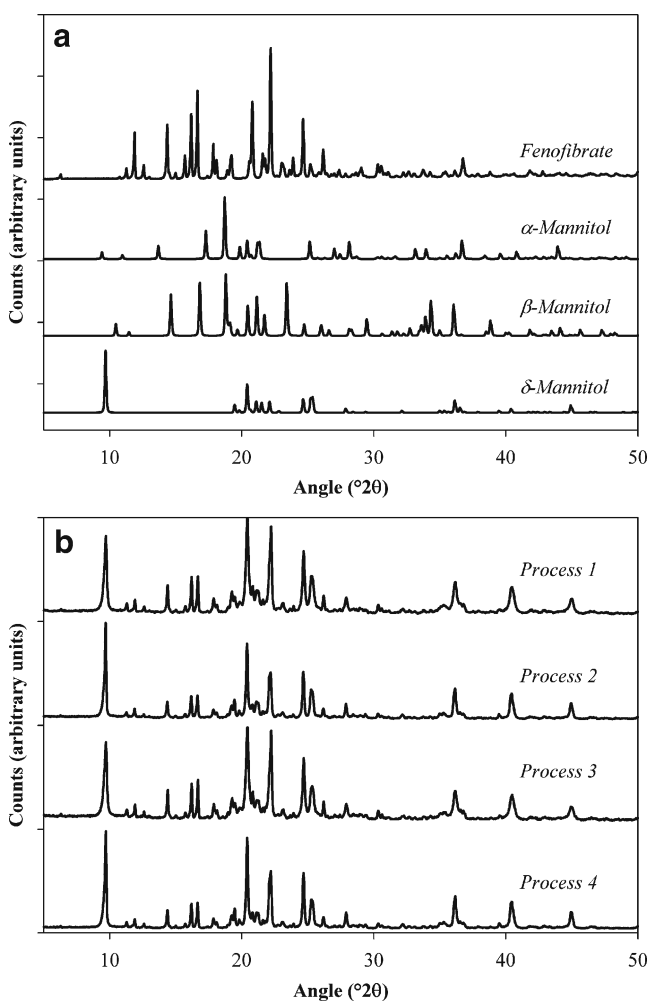 a
Fenofibrate
α-Mannitol
β-Mannitol
δ-Mannitol
Counts (arbitrary units)
10 20 30 40 50
Angle (°2θ)
b
Process 1
Process 2
Process 3
Process 4
Counts (arbitrary units)
10 20 30 40 50
Angle (°2θ)